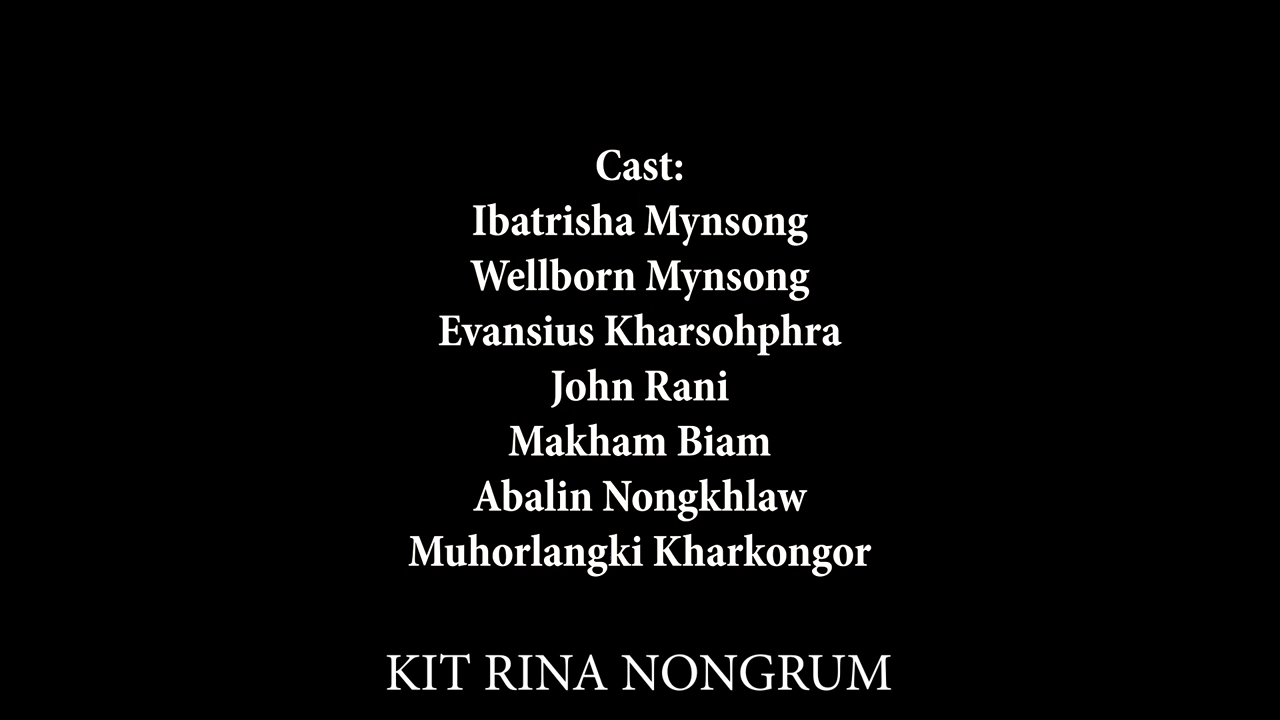 Cast:
Ibatrisha Mynsong
Wellborn Mynsong
Evansius Kharsohphra
John Rani
Makham Biam
Abalin Nongkhlaw
Muhorlangki Kharkongor
KIT RINA NONGRUM